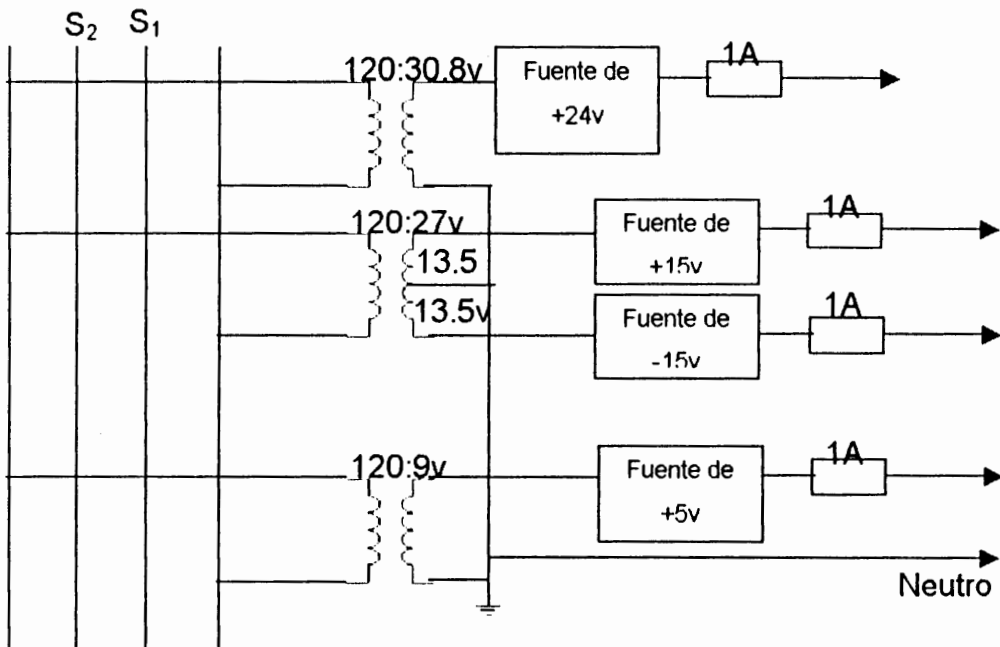 S₂ S₁
120:30.8v
Fuente de
+24v
1A
120:27v
13.5
13.5v
Fuente de
+15v
1A
Fuente de
-15v
1A
120:9v
Fuente de
+5v
1A
Neutro